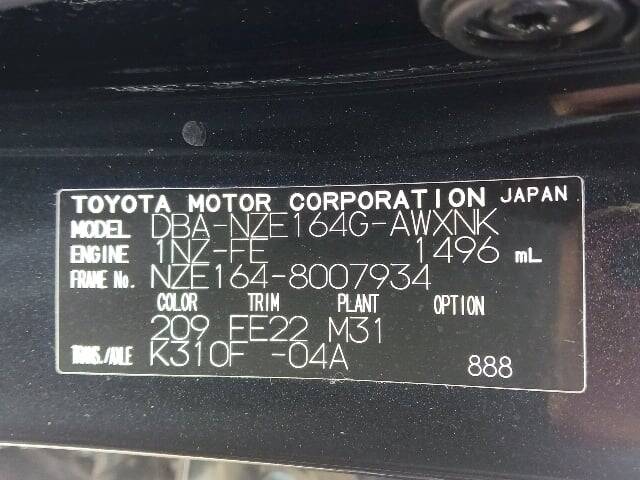 TOYOTA MOTOR CORPORATION JAPAN
MODEL DBA-NZE164G-AWXNK
ENGINE 1NZ-FE 1496 mL
FRAME No. NZE164-8007934
COLOR TRIM PLANT OPTION
209 FE22 M31
TRANS./AXLE K310F -04A 888